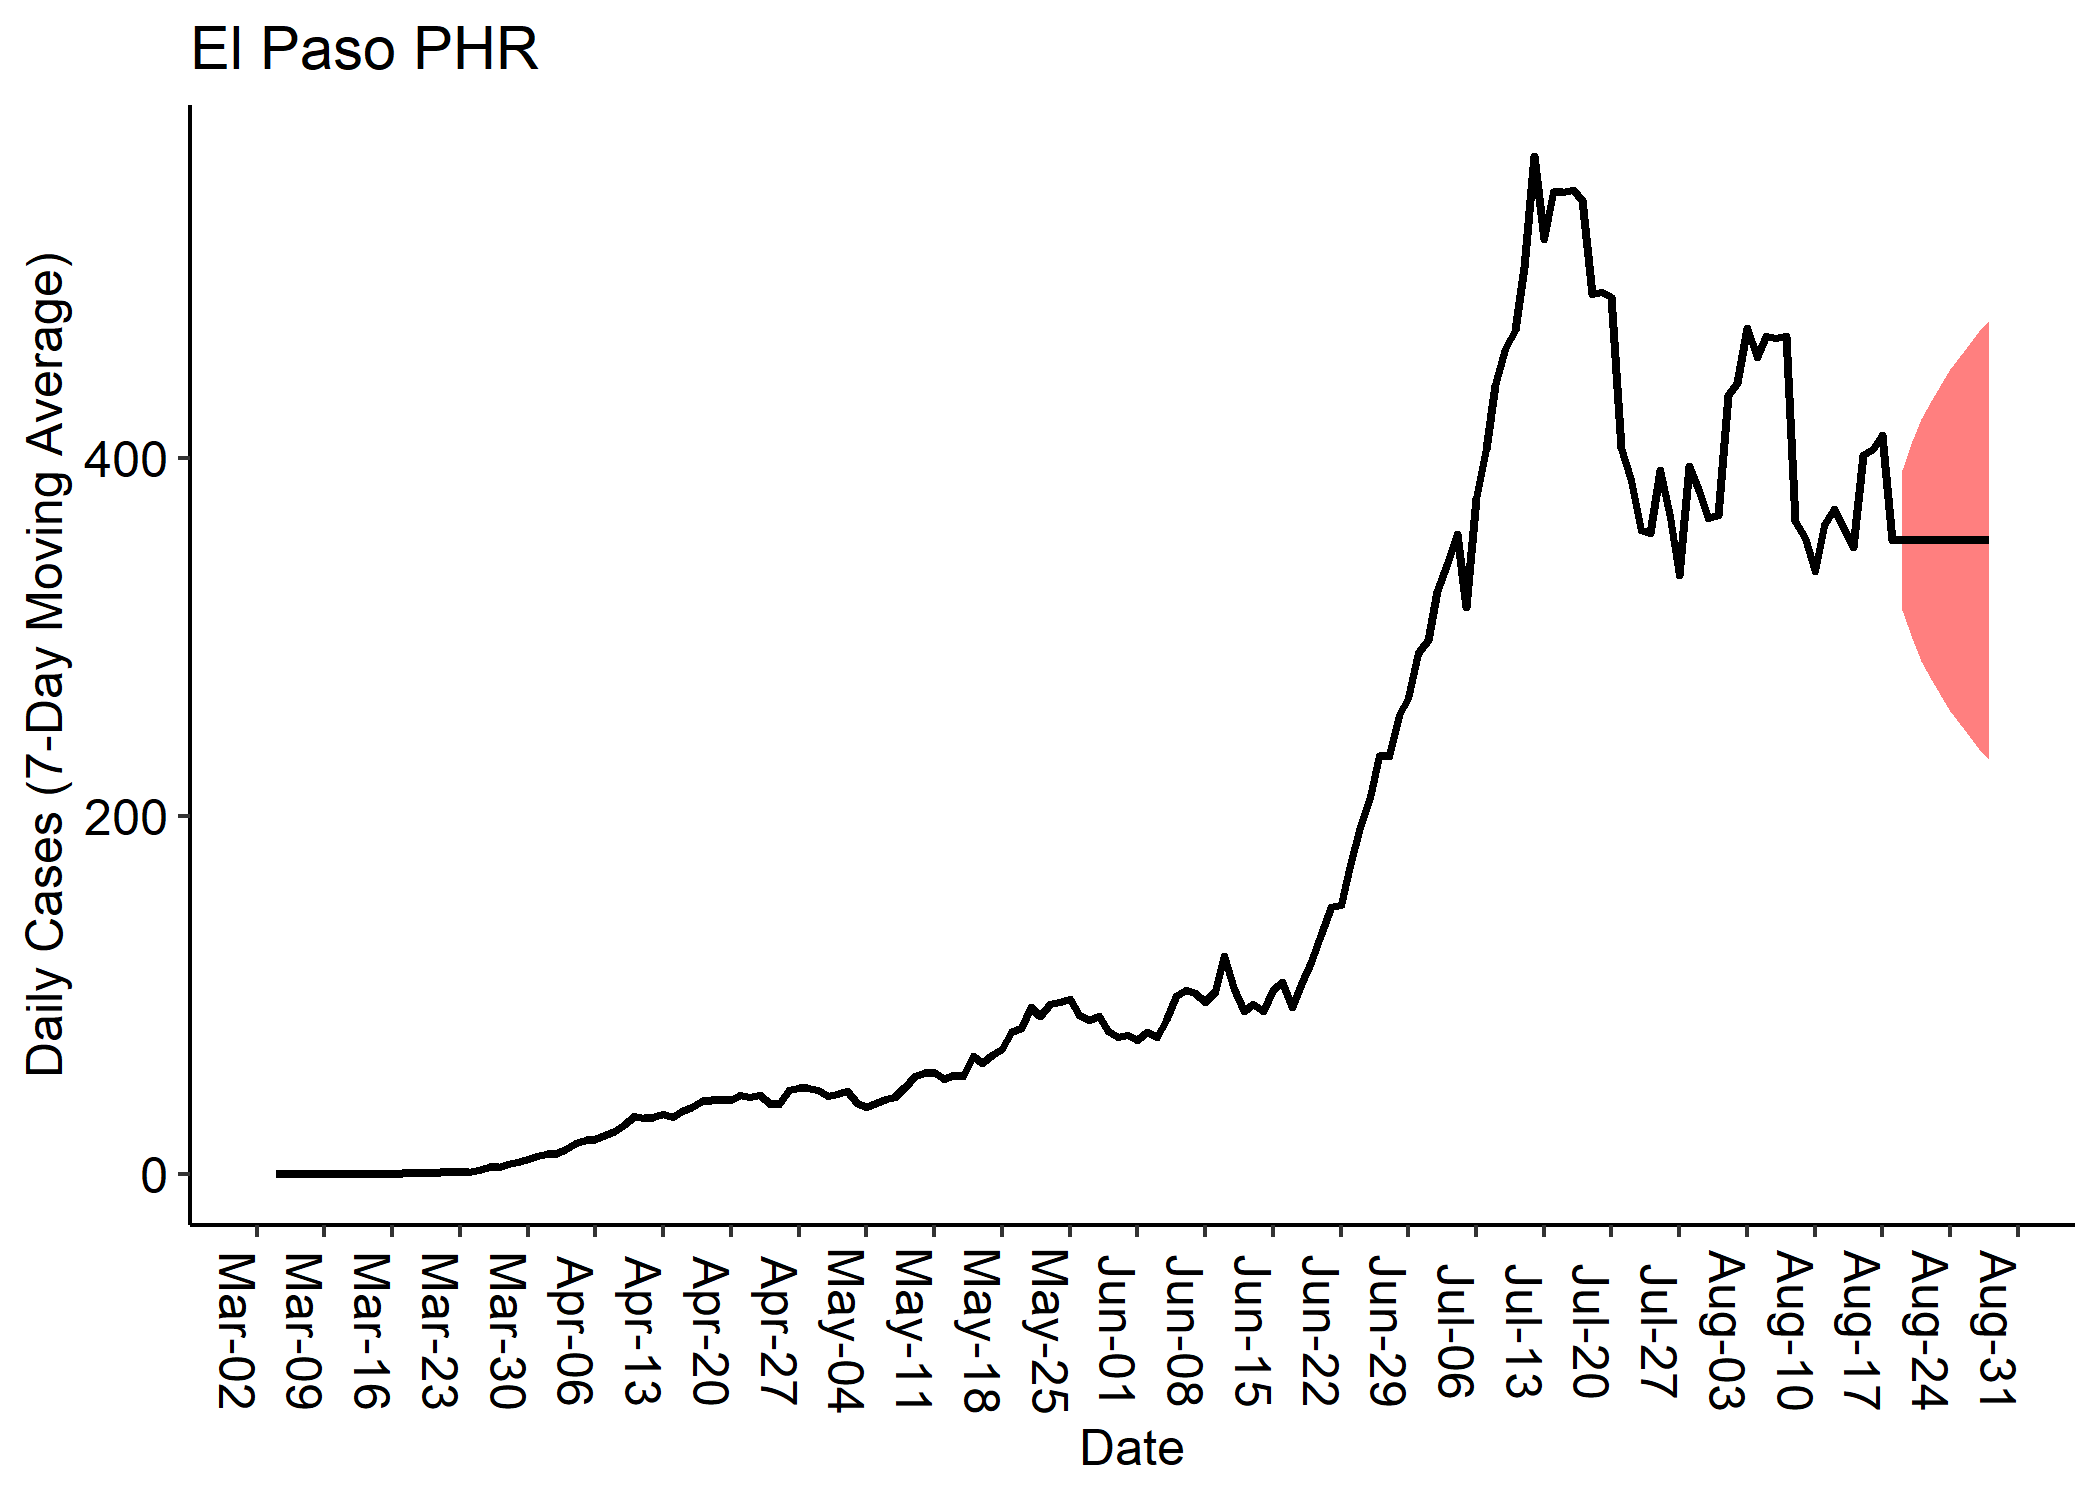 El Paso PHR
Daily Cases (7-Day Moving Average)
400
200
0
Mar-02
Mar-09
Mar-16
Mar-23
Mar-30
Apr-06
Apr-13
Apr-20
Apr-27
May-04
May-11
May-18
May-25
Jun-01
Jun-08
Jun-15
Jun-22
Jun-29
Jul-06
Jul-13
Jul-20
Jul-27
Aug-03
Aug-10
Aug-17
Aug-24
Aug-31
Date